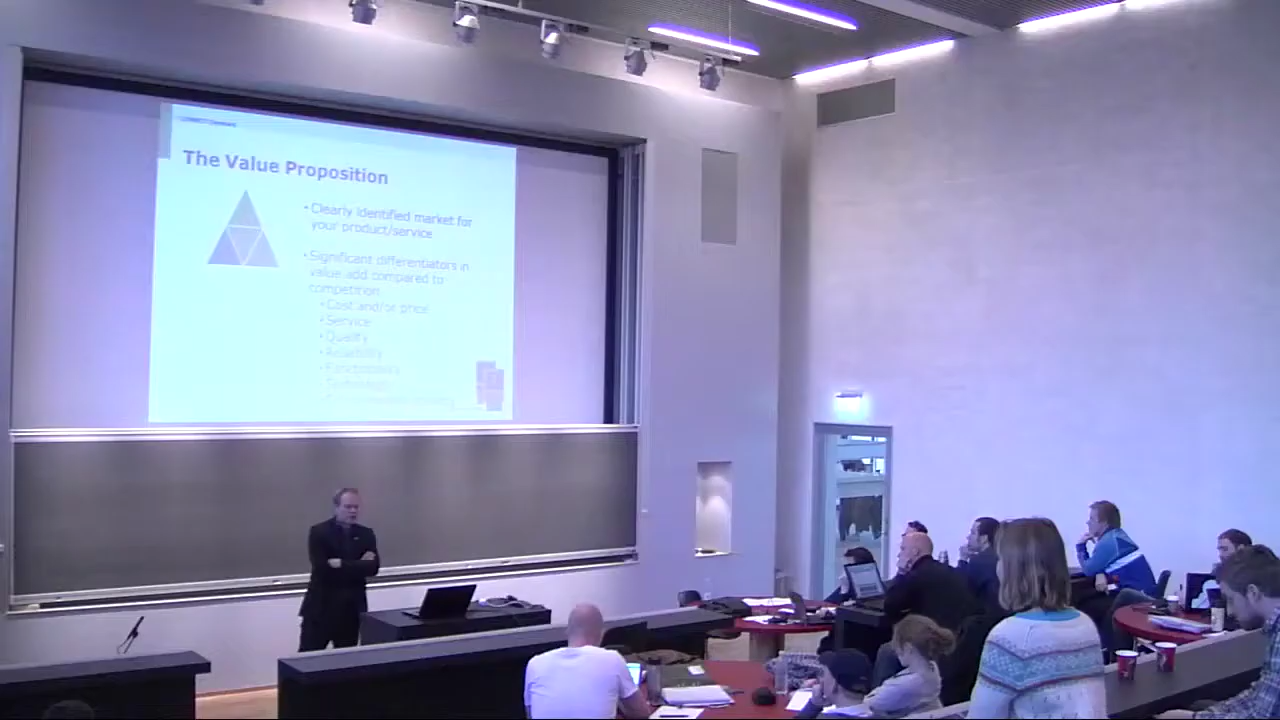 The Value Proposition
• Clearly identified market for
your product/service
• Significant differentiators in
value add compared to
competition
• Cost and/or price
• Service
• Quality
• Reliability
• Functionality